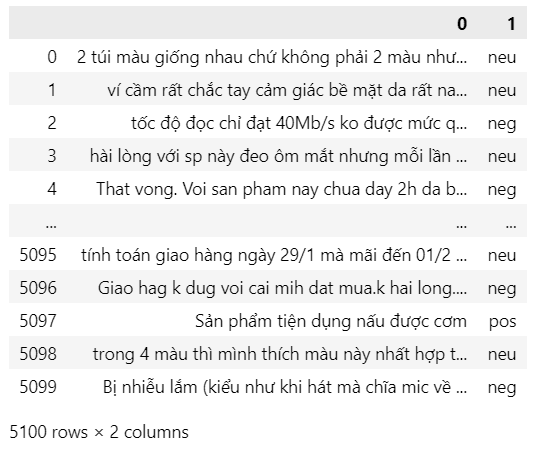 0 1
0 2 túi màu giống nhau chứ không phải 2 màu như... neu
1 ví cầm rất chắc tay cảm giác bề mặt da rất na... neu
2 tốc độ đọc chỉ đạt 40Mb/s ko được mức q... neg
3 hài lòng với sp này đeo ôm mắt nhưng mỗi lần ... neu
4 That vong. Voi san pham nay chua day 2h da b... neg
... ... ...
5095 tính toán giao hàng ngày 29/1 mà mãi đến 01/2 ... neu
5096 Giao hag k dug voi cai mih dat mua.k hai long.... neg
5097 Sản phẩm tiện dụng nấu được cơm pos
5098 trong 4 màu thì mình thích màu này nhất hợp t... neu
5099 Bị nhiễu lắm (kiểu như khi hát mà chĩa mic về ... neg
5100 rows × 2 columns